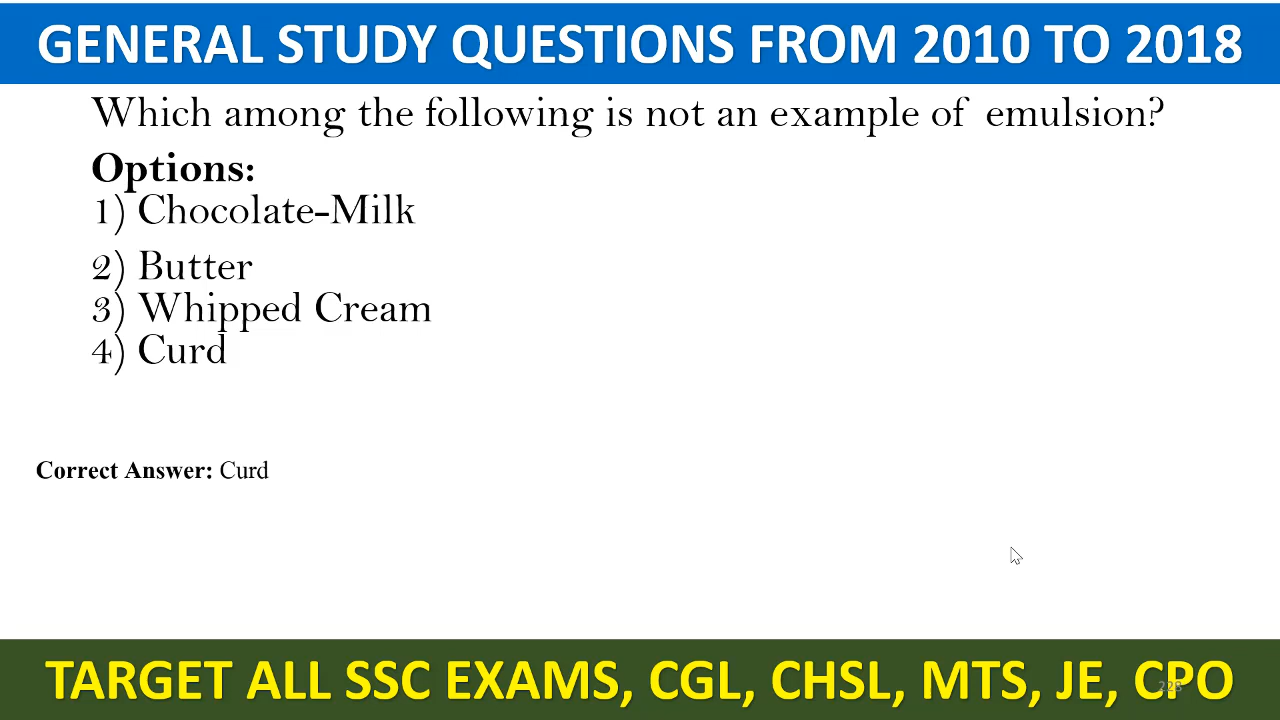 GENERAL STUDY QUESTIONS FROM 2010 TO 2018
Which among the following is not an example of emulsion?
Options:
1) Chocolate-Milk
2) Butter
3) Whipped Cream
4) Curd
Correct Answer: Curd
TARGET ALL SSC EXAMS, CGL, CHSL, MTS, JE, CPO
228